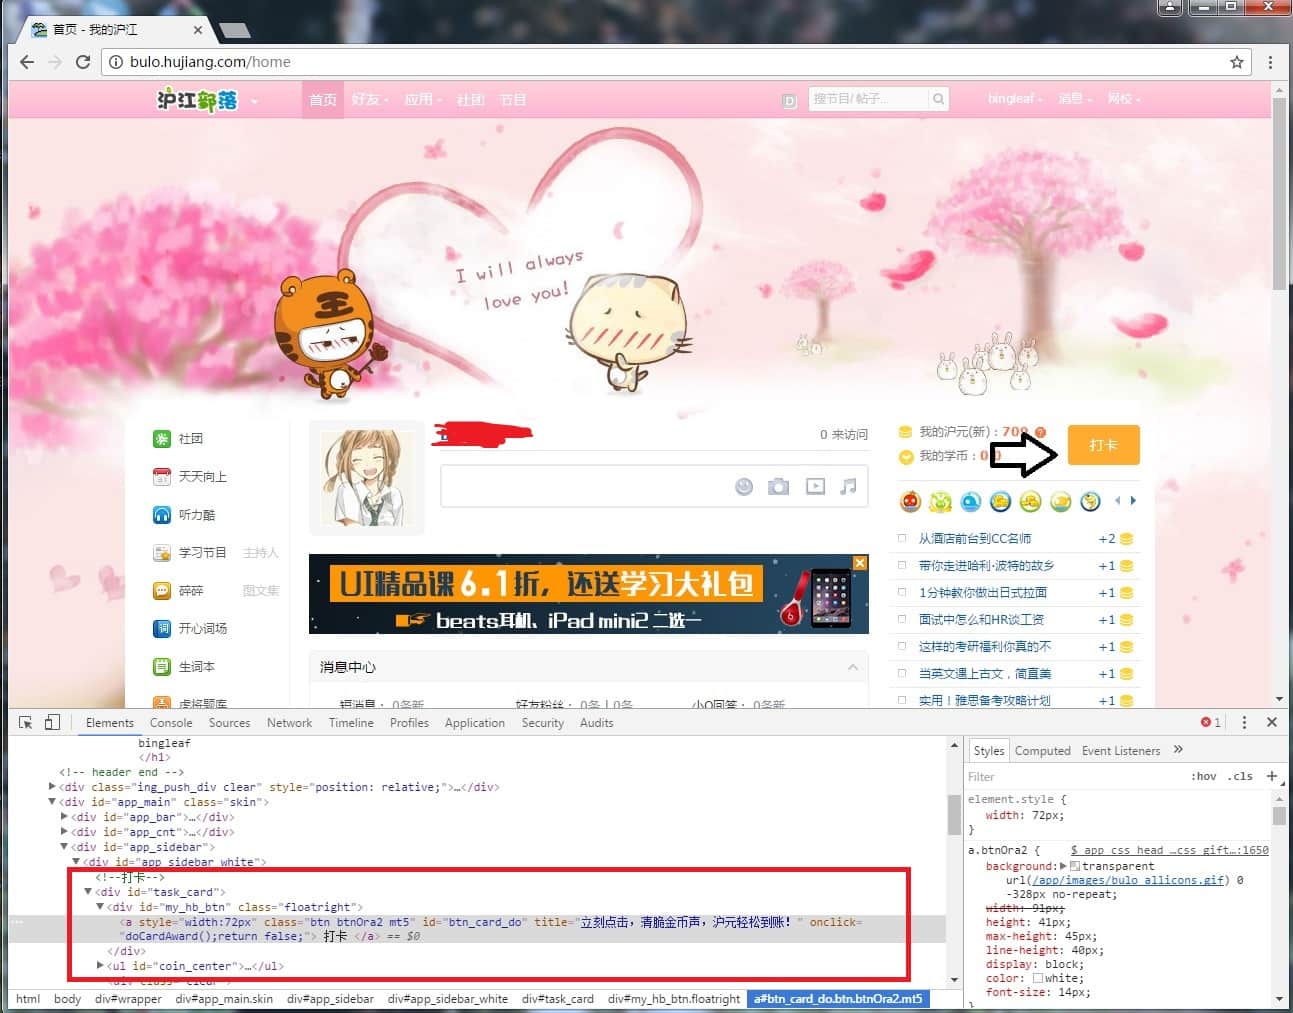 首页 - 我的沪江
bulo.hujiang.com/home
沪江部落
首页 好友 应用 社团 节目
D
搜节目/帖子...
bingleaf 消息 网校
I will always
love you!
王
社团
天天向上
听力酷
学习节目 主持人
碎碎 图文集
开心词场
生词本
虎将题库
0 来访问
UI精品课 6.1折，还送学习大礼包
beats耳机、iPad mini2 二选一
消息中心
短消息： 0条新 好友粉丝： 0条 | 0条 小Q回答： 0条新
我的沪元(新)：709 ?
我的学币：
打卡
从酒店前台到CC名师 +2
带你走进哈利·波特的故乡 +1
1分钟教你做出日式拉面 +1
面试中怎么和HR谈工资 +1
这样的考研福利你真的不 +1
当英文遇上古文，简直美 +1
实用！雅思备考攻略计划 +1
Elements Console Sources Network Timeline Profiles Application Security Audits 1
bingleaf
</h1>
<!-- header end -->
<div class="ing_push_div clear" style="position: relative;">…</div>
<div id="app_main" class="skin">
<div id="app_bar">…</div>
<div id="app_cnt">…</div>
<div id="app_sidebar">
<div id="app_sidebar_white">
<!--打卡-->
<div id="task_card">
<div id="my_hb_btn" class="floatright">
<a style="width:72px" class="btn btnOra2 mt5" id="btn_card_do" title="立刻点击，清脆金币声，沪元轻松到账！" onclick=
"doCardAward();return false;"> 打卡 </a> == $0
</div>
<ul id="coin_center">…</ul>
<div class="clear">
html body div#wrapper div#app_main.skin div#app_sidebar div#app_sidebar_white div#task_card div#my_hb_btn.floatright a#btn_card_do.btn.btnOra2.mt5
Styles Computed Event Listeners »
Filter :hov .cls +
element.style {
width: 72px;
}
a.btnOra2 { $_app_css_head_…css_gift…:1650
background: transparent
url(/app/images/bulo_allicons.gif) 0
-328px no-repeat;
width: 91px;
height: 41px;
max-height: 45px;
line-height: 40px;
display: block;
color: white;
font-size: 14px;
}